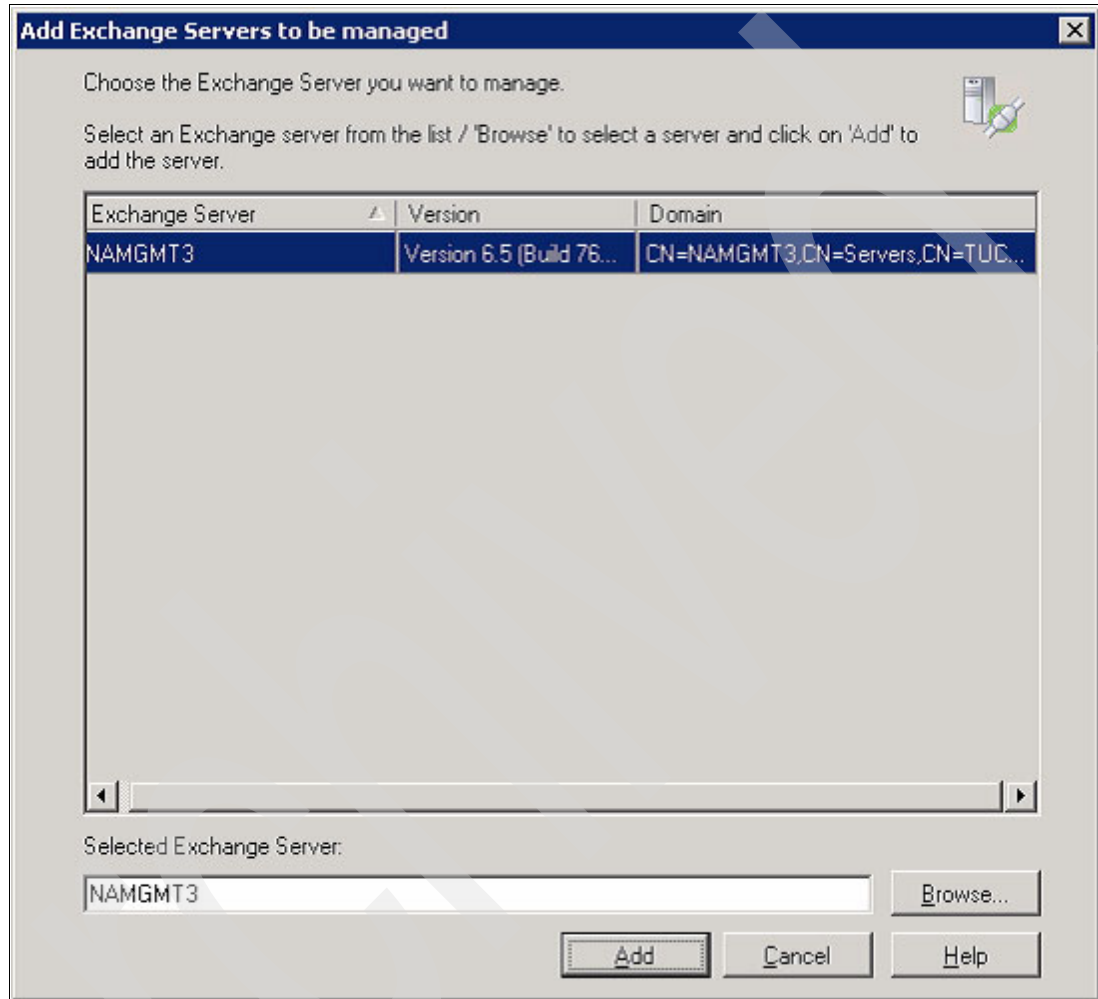 Add Exchange Servers to be managed
Choose the Exchange Server you want to manage.
Select an Exchange server from the list / 'Browse' to select a server and click on 'Add' to
add the server.
Exchange Server Version Domain
NAMGMT3 Version 6.5 (Build 76... CN=NAMGMT3,CN=Servers,CN=TUC...
Selected Exchange Server:
NAMGMT3 Browse...
Add Cancel Help